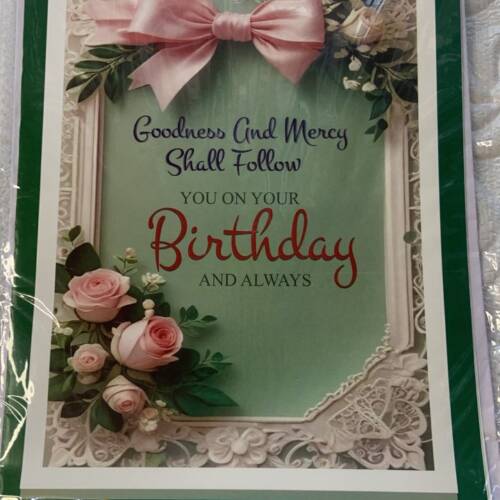 Goodness And Mercy
Shall Follow
YOU ON YOUR
Birthday
AND ALWAYS